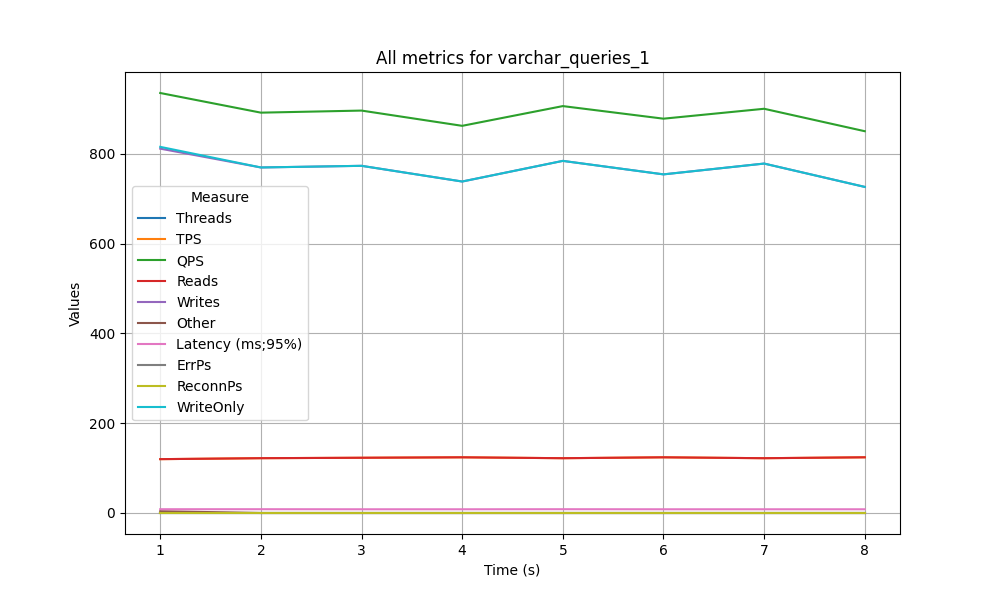 All metrics for varchar_queries_1
Values
800
600
400
200
0
Measure
Threads
TPS
QPS
Reads
Writes
Other
Latency (ms;95%)
ErrPs
ReconnPs
WriteOnly
1 2 3 4 5 6 7 8
Time (s)